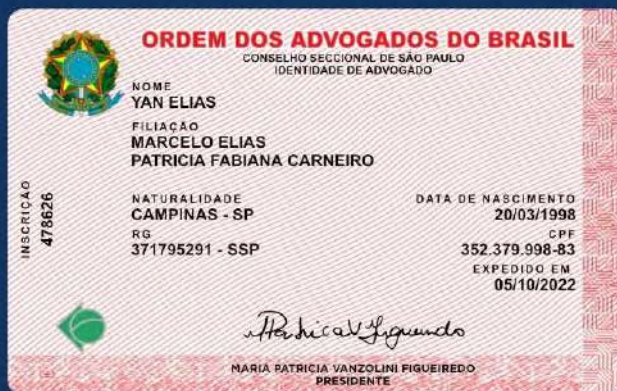 ORDEM DOS ADVOGADOS DO BRASIL
CONSELHO SECCIONAL DE SÃO PAULO
IDENTIDADE DE ADVOGADO
NOME
YAN ELIAS
FILIAÇÃO
MARCELO ELIAS
PATRICIA FABIANA CARNEIRO
INSCRIÇÃO
478626
NATURALIDADE
CAMPINAS - SP
DATA DE NASCIMENTO
20/03/1998
RG
371795291 - SSP
CPF
352.379.998-83
EXPEDIDO EM
05/10/2022
MARIA PATRICIA VANZOLINI FIGUEIREDO
PRESIDENTE